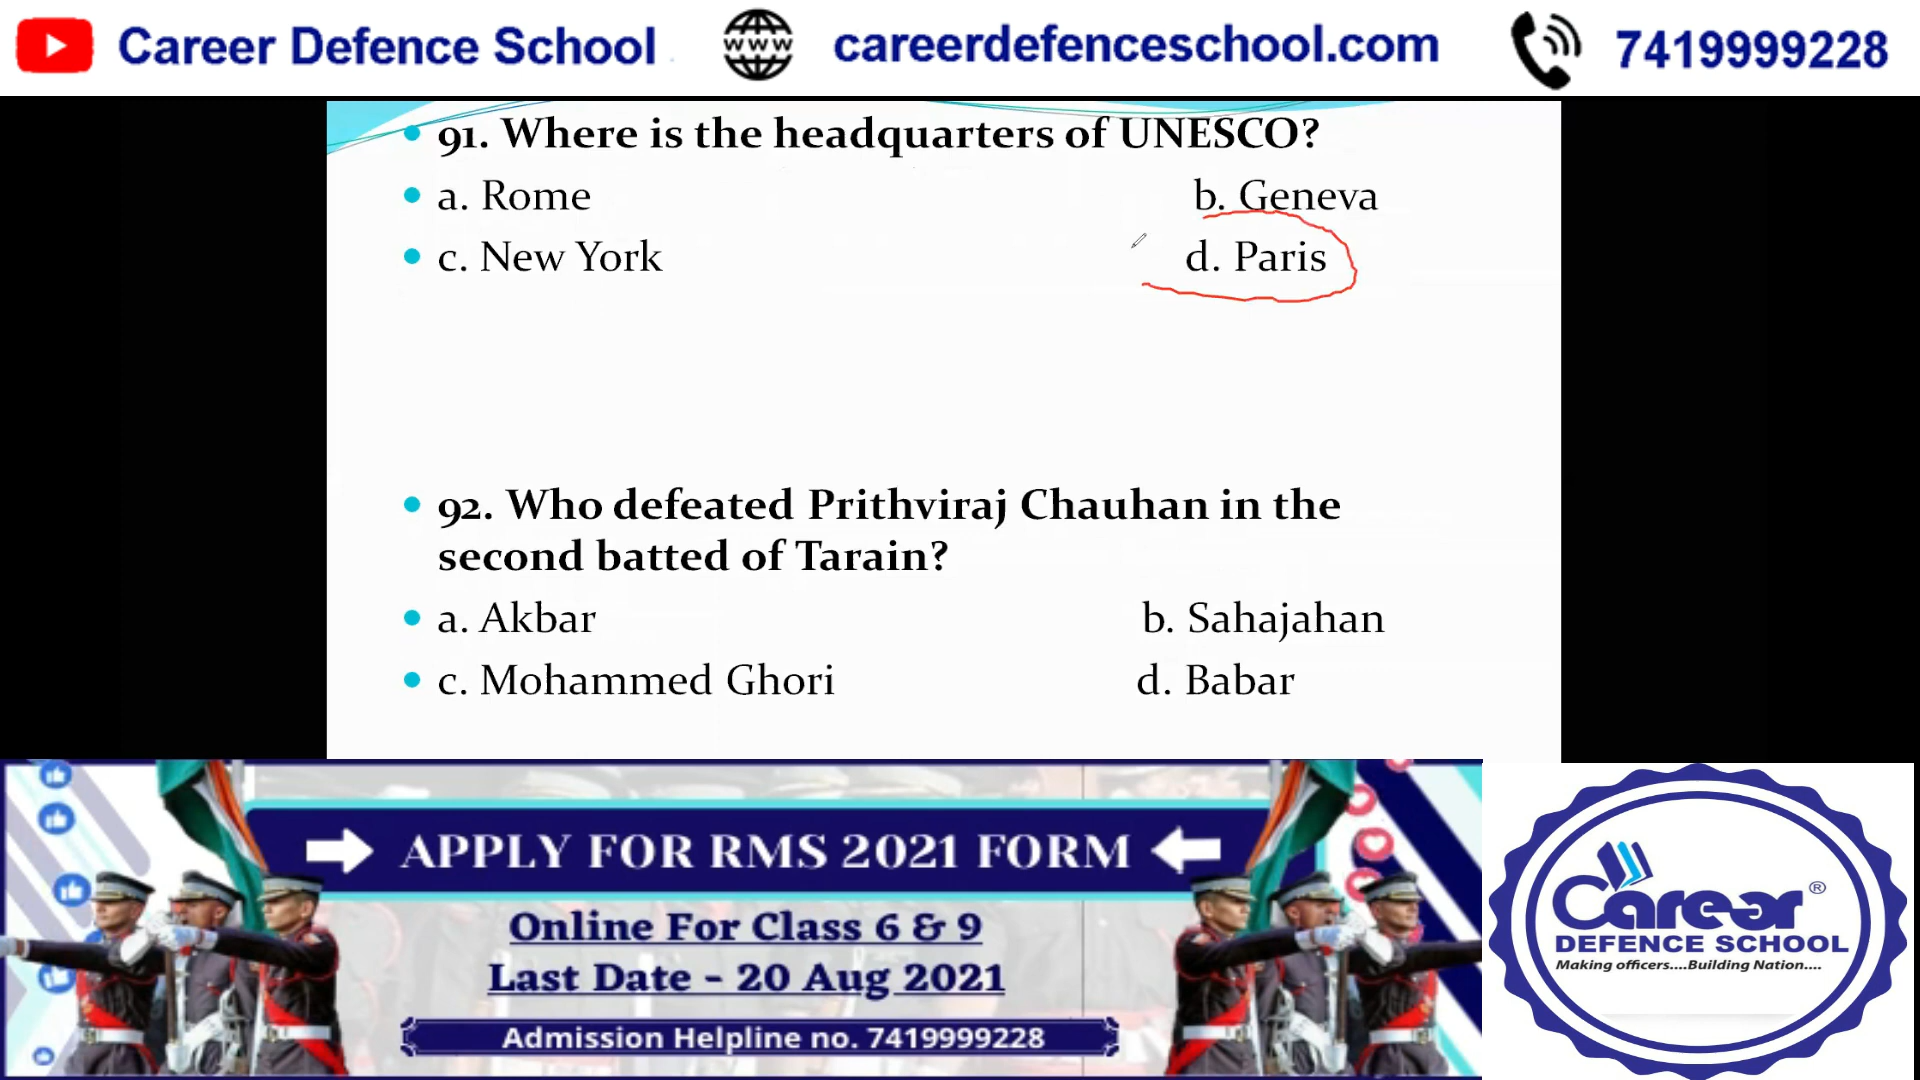 Career Defence School
www
careerdefenceschool.com
7419999228
91. Where is the headquarters of UNESCO?
a. Rome b. Geneva
c. New York d. Paris
92. Who defeated Prithviraj Chauhan in the
second batted of Tarain?
a. Akbar b. Sahajahan
c. Mohammed Ghori d. Babar
APPLY FOR RMS 2021 FORM
Online For Class 6 & 9
Last Date - 20 Aug 2021
Admission Helpline no. 7419999228
Career ®
DEFENCE SCHOOL
Making officers....Building Nation....